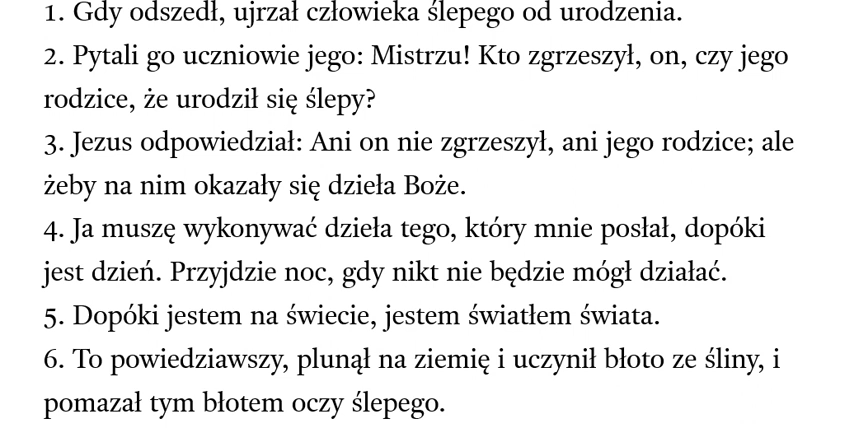 1. Gdy odszedł, ujrzał człowieka ślepego od urodzenia.
2. Pytali go uczniowie jego: Mistrzu! Kto zgrzeszył, on, czy jego
rodzice, że urodził się ślepy?
3. Jezus odpowiedział: Ani on nie zgrzeszył, ani jego rodzice; ale
żeby na nim okazały się dzieła Boże.
4. Ja muszę wykonywać dzieła tego, który mnie posłał, dopóki
jest dzień. Przyjdzie noc, gdy nikt nie będzie mógł działać.
5. Dopóki jestem na świecie, jestem światłem świata.
6. To powiedziawszy, plunął na ziemię i uczynił błoto ze śliny, i
pomazał tym błotem oczy ślepego.